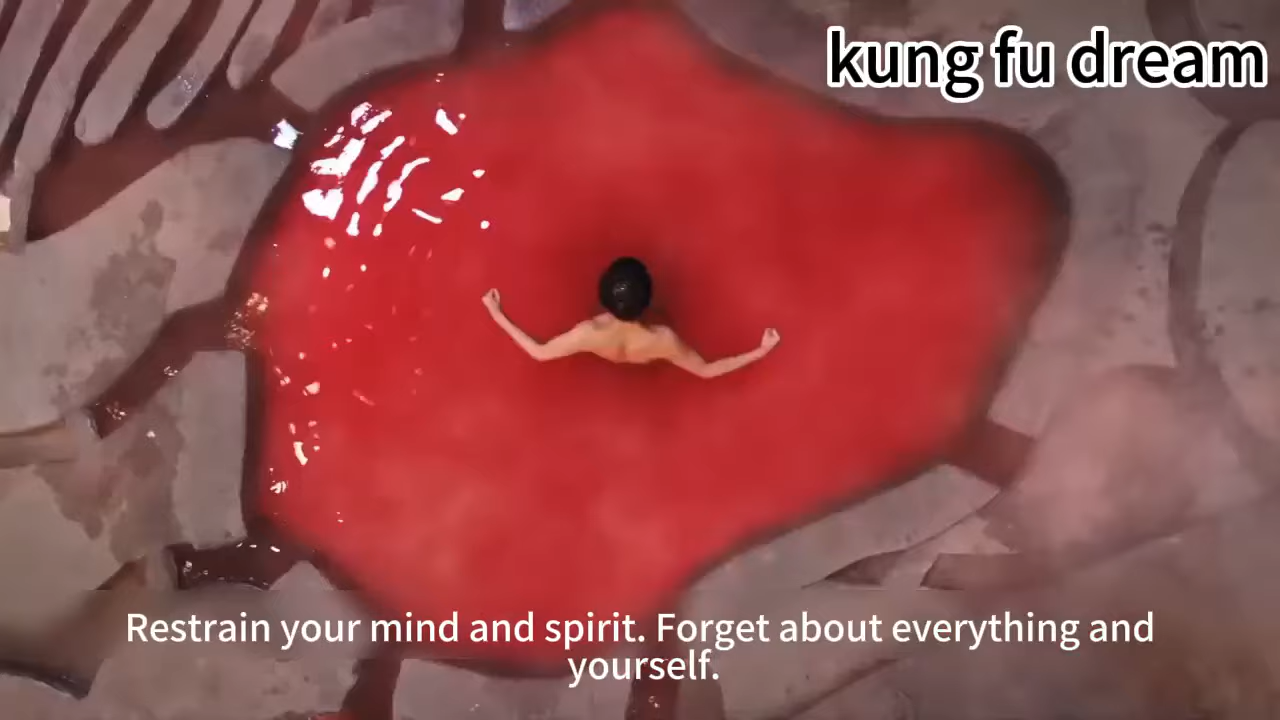 kung fu dream
Restrain your mind and spirit. Forget about everything and
yourself.